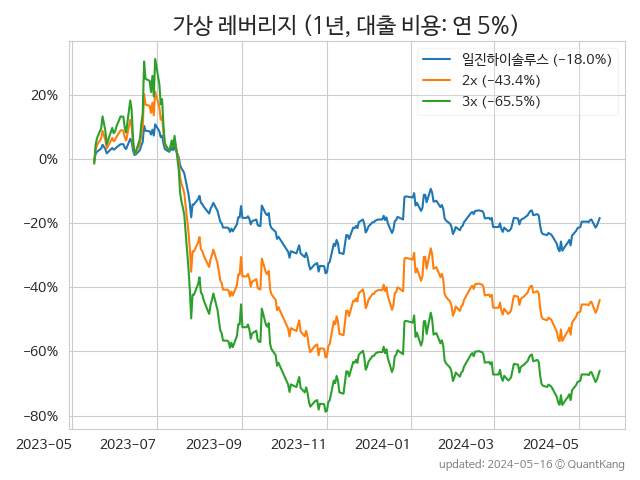 가상 레버리지 (1년, 대출 비용: 연 5%)
일진하이솔루스 (−18.0%)
2x (−43.4%)
3x (−65.5%)
20%
0%
−20%
−40%
−60%
−80%
2023-05
2023-07
2023-09
2023-11
2024-01
2024-03
2024-05
updated: 2024-05-16 © QuantKang